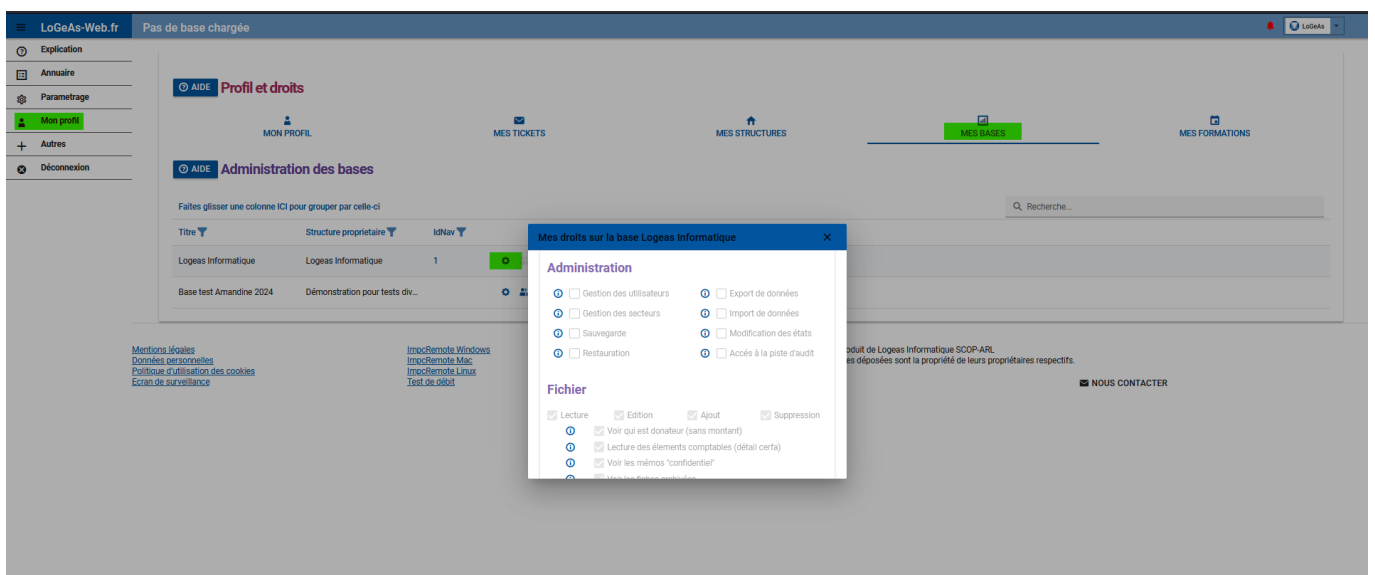 LoGeAs-Web.fr
Pas de base chargée
LoGeAs
Explication
Annuaire
Parametrage
Mon profil
Autres
Déconnexion
AIDE Profil et droits
MON PROFIL
MES TICKETS
MES STRUCTURES
MES BASES
MES FORMATIONS
AIDE Administration des bases
Faites glisser une colonne ICI pour grouper par celle-ci
Recherche...
Titre Structure proprietaire IdNav
Logeas Informatique Logeas Informatique 1
Base test Amandine 2024 Démonstration pour tests div...
Mes droits sur la base Logeas Informatique
Administration
Gestion des utilisateurs Export de données
Gestion des secteurs Import de données
Sauvegarde Modification des états
Restauration Accés à la piste d'audit
Fichier
Lecture Edition Ajout Suppression
Voir qui est donateur (sans montant)
Lecture des élements comptables (détail cerfa)
Voir les mémos "confidentiel"
Mentions légales
Données personnelles
Politique d'utilisation des cookies
Ecran de surveillance
ImpcRemote Windows
ImpcRemote Mac
ImpcRemote Linux
Test de débit
oduit de Logeas Informatique SCOP-ARL
es déposées sont la propriété de leurs propriétaires respectifs.
NOUS CONTACTER